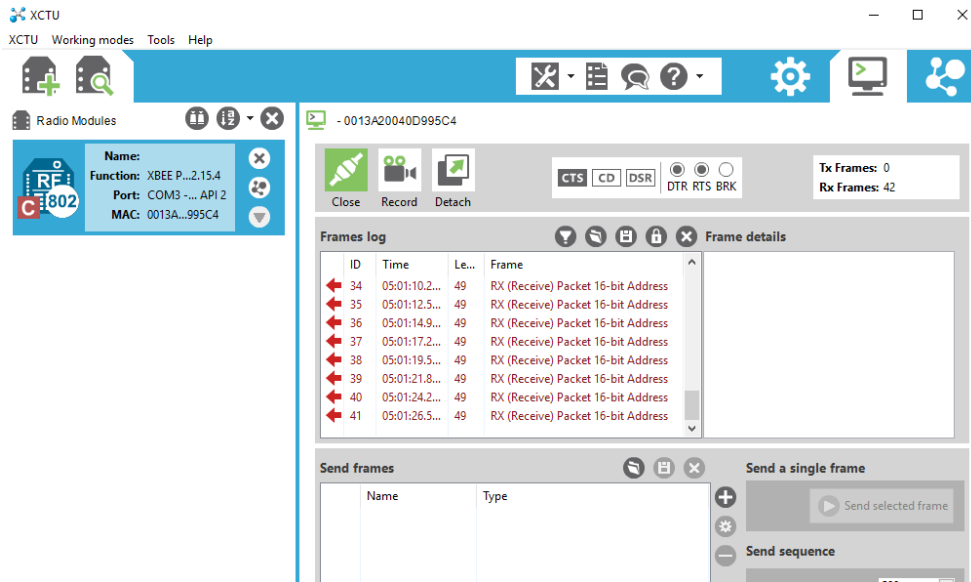 XCTU
XCTU Working modes Tools Help
Radio Modules
- 0013A20040D995C4
Name:
Function: XBEE P...2.15.4
Port: COM3 -... API 2
MAC: 0013A...995C4
RF
C 802
Close Record Detach
CTS CD DSR DTR RTS BRK
Tx Frames: 0
Rx Frames: 42
Frames log
Frame details
ID Time Le... Frame
34 05:01:10.2... 49 RX (Receive) Packet 16-bit Address
35 05:01:12.5... 49 RX (Receive) Packet 16-bit Address
36 05:01:14.9... 49 RX (Receive) Packet 16-bit Address
37 05:01:17.2... 49 RX (Receive) Packet 16-bit Address
38 05:01:19.5... 49 RX (Receive) Packet 16-bit Address
39 05:01:21.8... 49 RX (Receive) Packet 16-bit Address
40 05:01:24.2... 49 RX (Receive) Packet 16-bit Address
41 05:01:26.5... 49 RX (Receive) Packet 16-bit Address
Send frames
Name Type
Send a single frame
Send selected frame
Send sequence